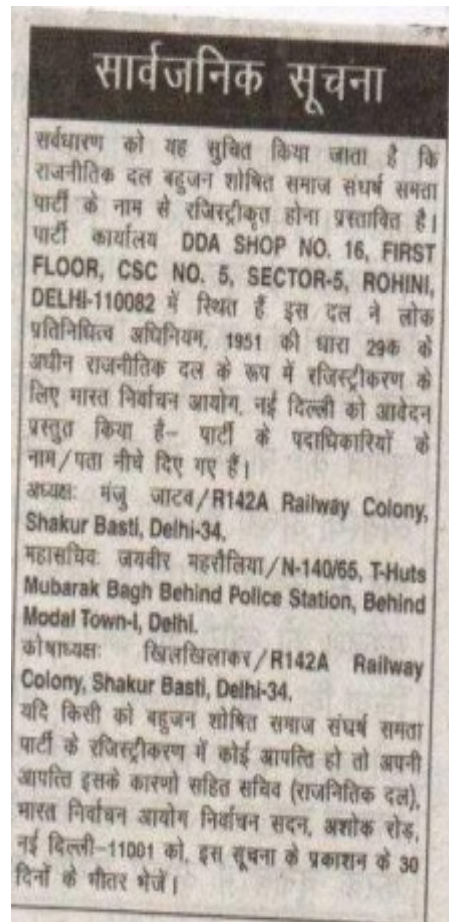 सार्वजनिक सूचना
सर्वधारण को यह सुचित किया जाता है कि
राजनीतिक दल बहुजन शोषित समाज संघर्ष समता
पार्टी के नाम से रजिस्ट्रीकृत होना प्रस्तावित है।
पार्टी कार्यालय DDA SHOP NO. 16, FIRST
FLOOR, CSC NO. 5, SECTOR-5, ROHINI,
DELHI-110082 में स्थित हैं इस दल ने लोक
प्रतिनिधित्व अधिनियम, 1951 की धारा 29क के
अधीन राजनीतिक दल के रूप में रजिस्ट्रीकरण के
लिए भारत निर्वाचन आयोग, नई दिल्ली को आवेदन
प्रस्तुत किया है– पार्टी के पदाधिकारियों के
नाम/पता नीचे दिए गए हैं।
अध्यक्षः मंजु जाटव/R142A Railway Colony,
Shakur Basti, Delhi-34.
महासचिवः जयवीर महरौलिया/N-140/65, T-Huts
Mubarak Bagh Behind Police Station, Behind
Modal Town-I, Delhi.
कोषाध्यक्षः खिलखिलाकर/R142A Railway
Colony, Shakur Basti, Delhi-34.
यदि किसी को बहुजन शोषित समाज संघर्ष समता
पार्टी के रजिस्ट्रीकरण में कोई आपत्ति हो तो अपनी
आपत्ति इसके कारणो सहित सचिव (राजनितिक दल),
भारत निर्वाचन आयोग निर्वाचन सदन, अशोक रोड़,
नई दिल्ली–11001 को, इस सूचना के प्रकाशन के 30
दिनों के भीतर भेजें।